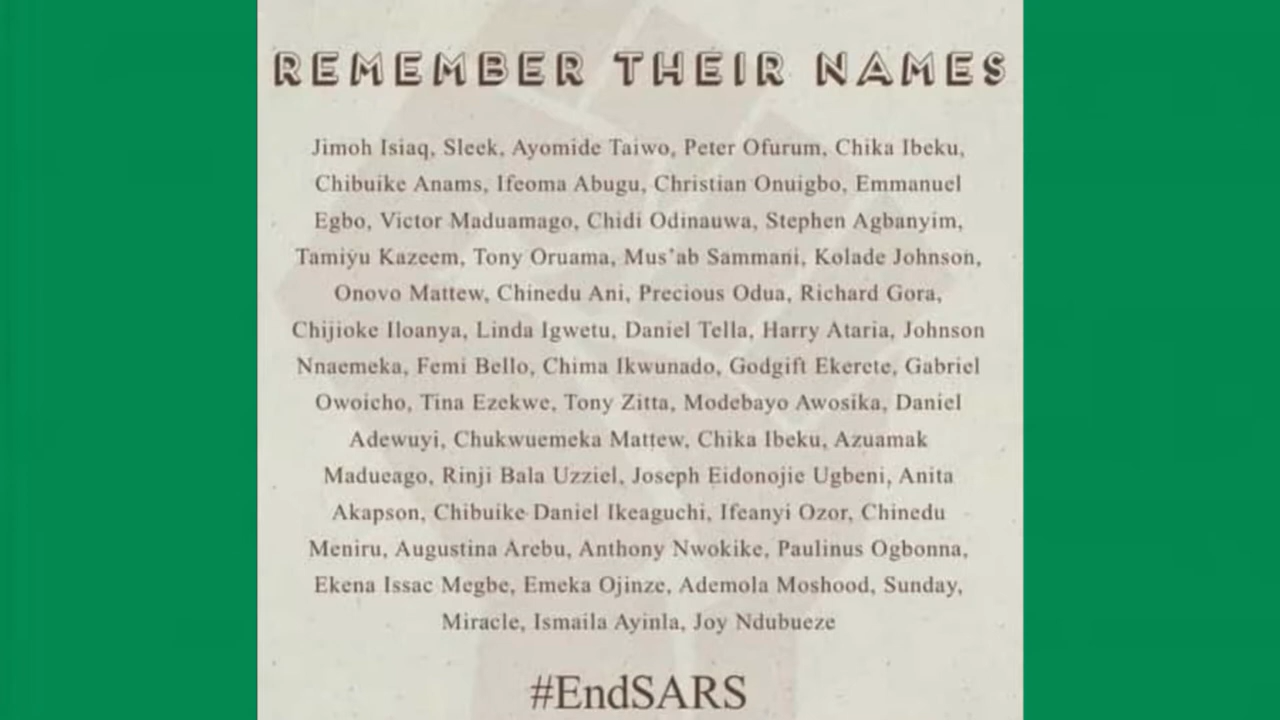 REMEMBER THEIR NAMES
Jimoh Isiaq, Sleek, Ayomide Taiwo, Peter Ofurum, Chika Ibeku,
Chibuike Anams, Ifeoma Abugu, Christian Onuigbo, Emmanuel
Egbo, Victor Maduamago, Chidi Odinauwa, Stephen Agbanyim,
Tamiyu Kazeem, Tony Oruama, Mus'ab Sammani, Kolade Johnson,
Onovo Mattew, Chinedu Ani, Precious Odua, Richard Gora,
Chijioke Iloanya, Linda Igwetu, Daniel Tella, Harry Ataria, Johnson
Nnaemeka, Femi Bello, Chima Ikwunado, Godgift Ekerete, Gabriel
Owoicho, Tina Ezekwe, Tony Zitta, Modebayo Awosika, Daniel
Adewuyi, Chukwuemeka Mattew, Chika Ibeku, Azuamak
Madueago, Rinji Bala Uzziel, Joseph Eidonojie Ugbeni, Anita
Akapson, Chibuike Daniel Ikeaguchi, Ifeanyi Ozor, Chinedu
Meniru, Augustina Arebu, Anthony Nwokike, Paulinus Ogbonna,
Ekena Issac Megbe, Emeka Ojinze, Ademola Moshood, Sunday,
Miracle, Ismaila Ayinla, Joy Ndubueze
#EndSARS